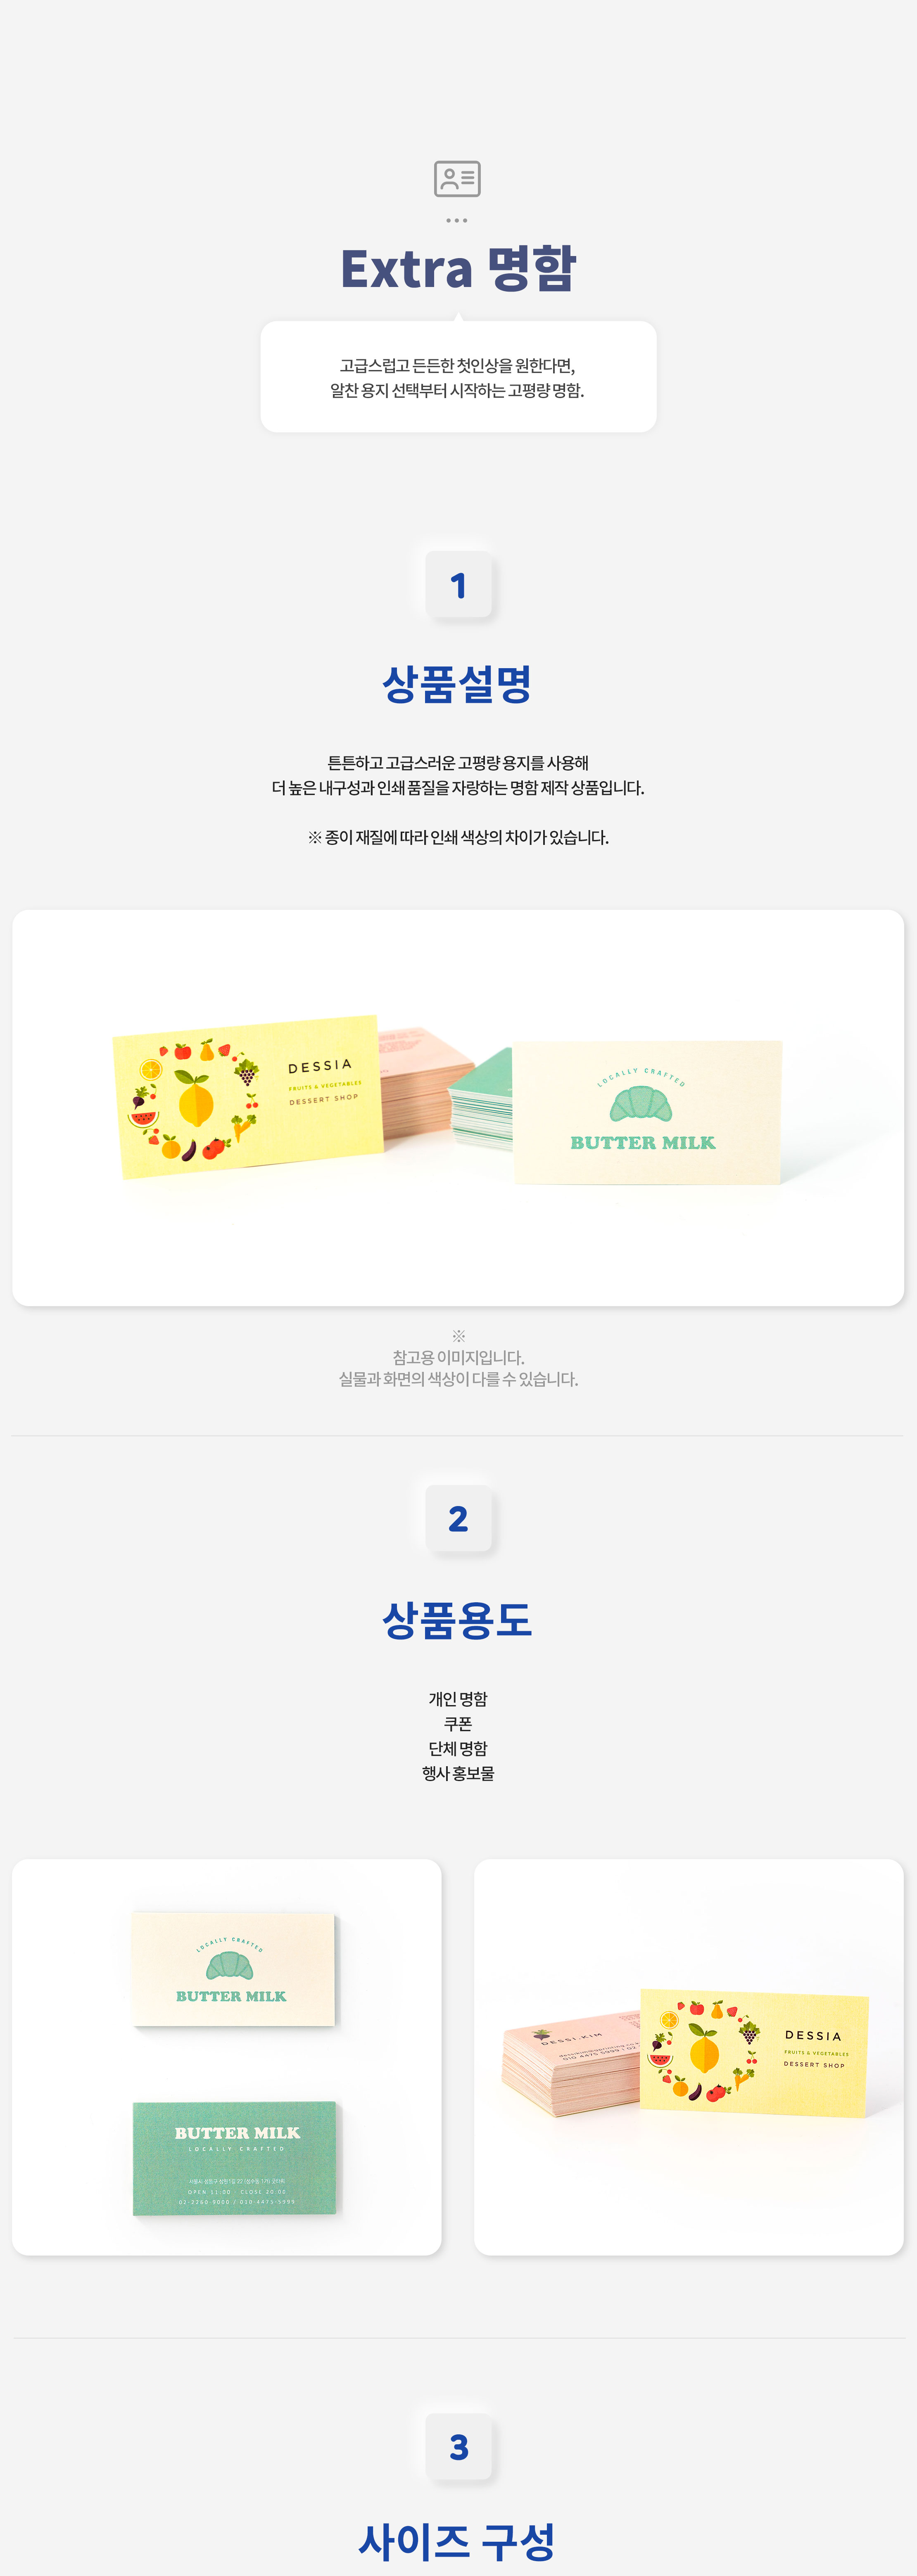 Extra 명함
고급스럽고 든든한 첫인상을 원한다면,
알찬 용지 선택부터 시작하는 고평량 명함.
1
상품설명
튼튼하고 고급스러운 고평량 용지를 사용해
더 높은 내구성과 인쇄 품질을 자랑하는 명함 제작 상품입니다.
※ 종이 재질에 따라 인쇄 색상의 차이가 있습니다.
DESSIA
FRUITS & VEGETABLES
DESSERT SHOP
LOCALLY CRAFTED
BUTTER MILK
※
참고용 이미지입니다.
실물과 화면의 색상이 다를 수 있습니다.
2
상품용도
개인 명함
쿠폰
단체 명함
행사 홍보물
LOCALLY CRAFTED
BUTTER MILK
BUTTER MILK
LOCALLY CRAFTED
OPEN 11:00 CLOSE 20:00
02-2260-9000 / 010-4475-5999
DESSI.KIM
010 4475 5999
DESSIA
FRUITS & VEGETABLES
DESSERT SHOP
3
사이즈 구성